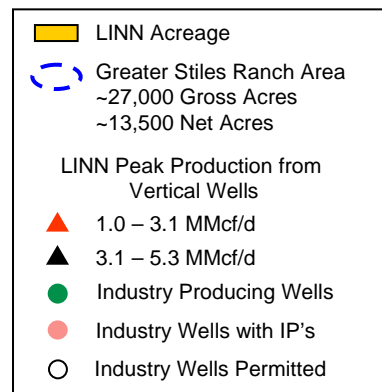 LINN Acreage
Greater Stiles Ranch Area
~27,000 Gross Acres
~13,500 Net Acres
LINN Peak Production from
Vertical Wells
1.0 – 3.1 MMcf/d
3.1 – 5.3 MMcf/d
Industry Producing Wells
Industry Wells with IP's
Industry Wells Permitted